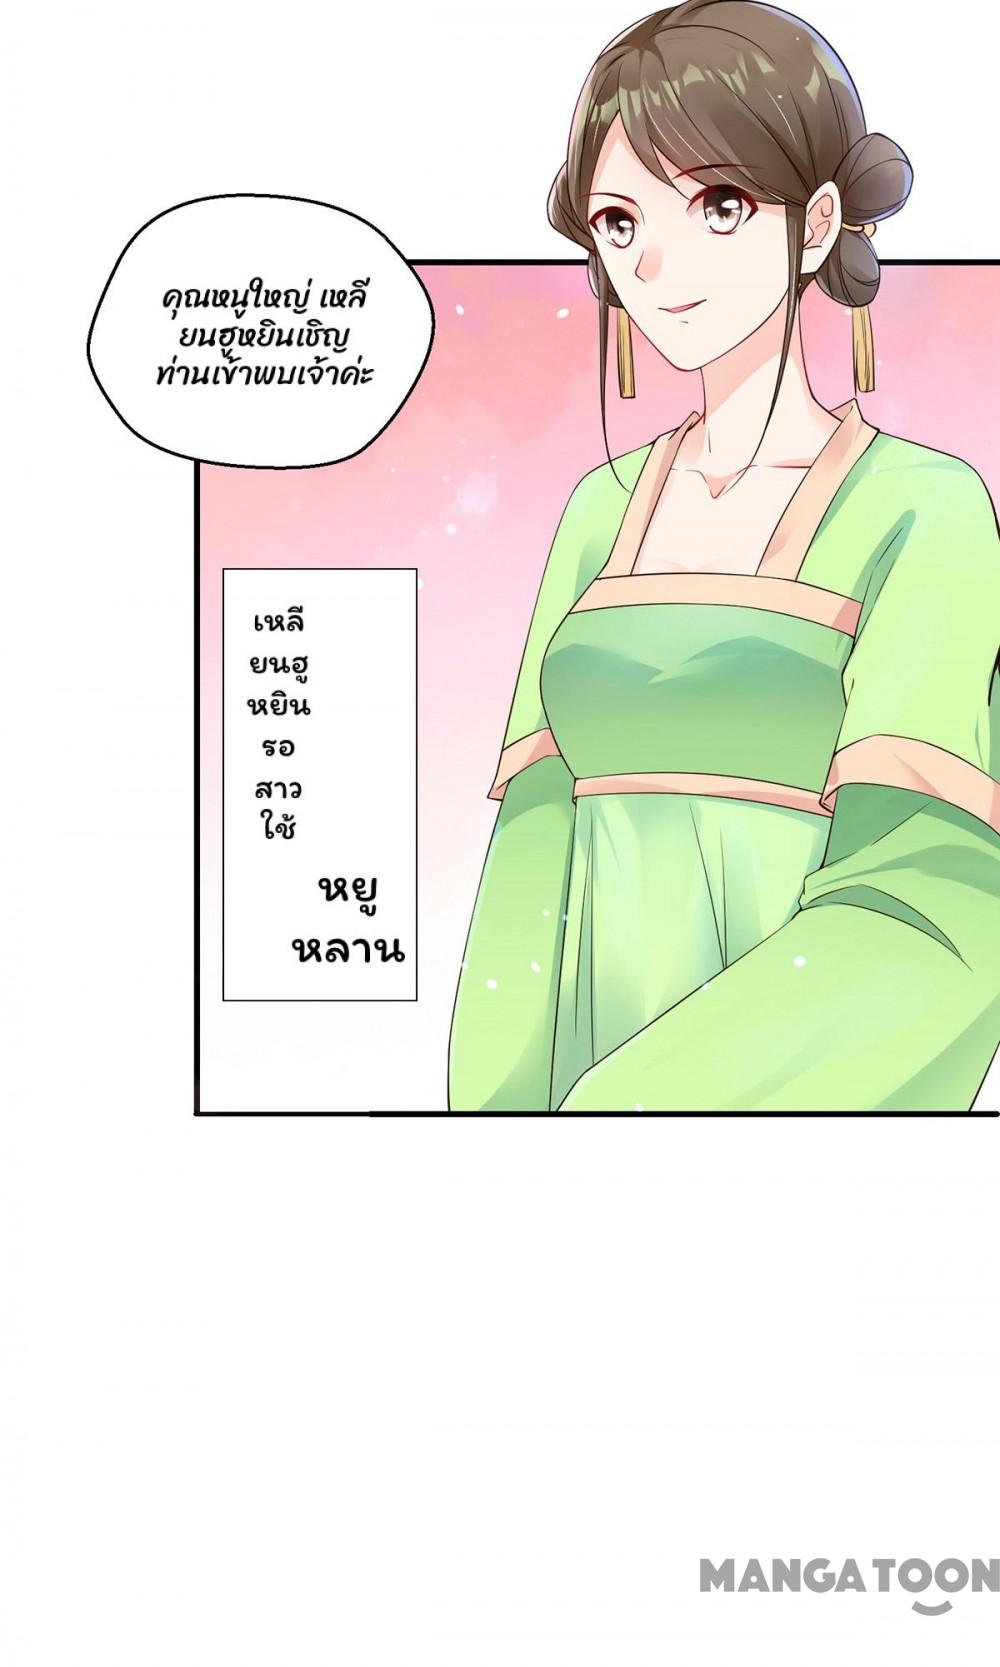 คุณหนูใหญ่ เหลี
ยนฮูหยินเชิญ
ท่านเข้าพบเจ้าค่ะ
เหลี
ยนฮู
หยิน
รอ
สาว
ใช้
หยู
หลาน
MANGATOON